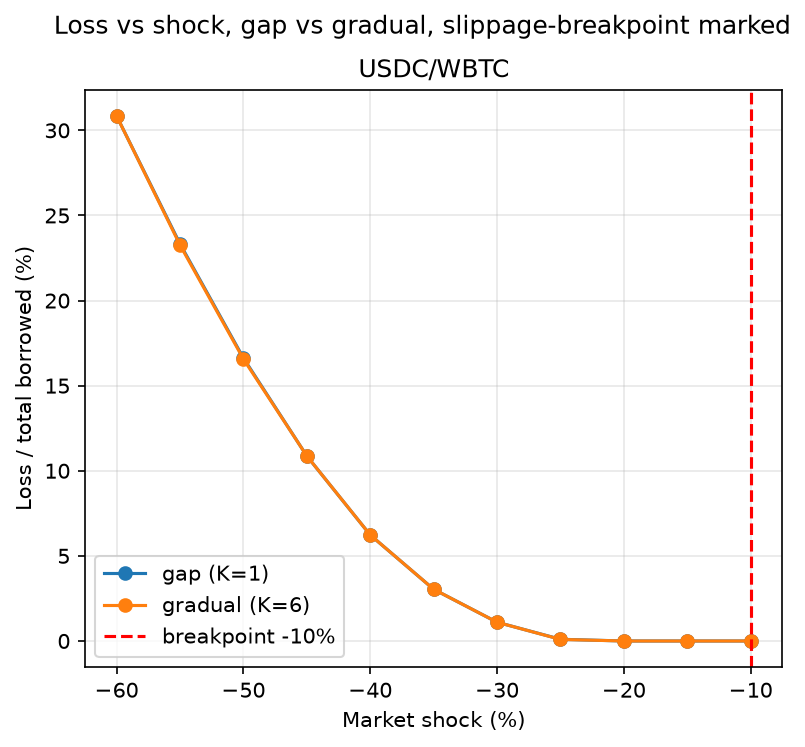 Loss vs shock, gap vs gradual, slippage-breakpoint marked
USDC/WBTC
Loss / total borrowed (%)
30
25
20
15
10
5
0
gap (K=1)
gradual (K=6)
breakpoint -10%
−60
−50
−40
−30
−20
−10
Market shock (%)